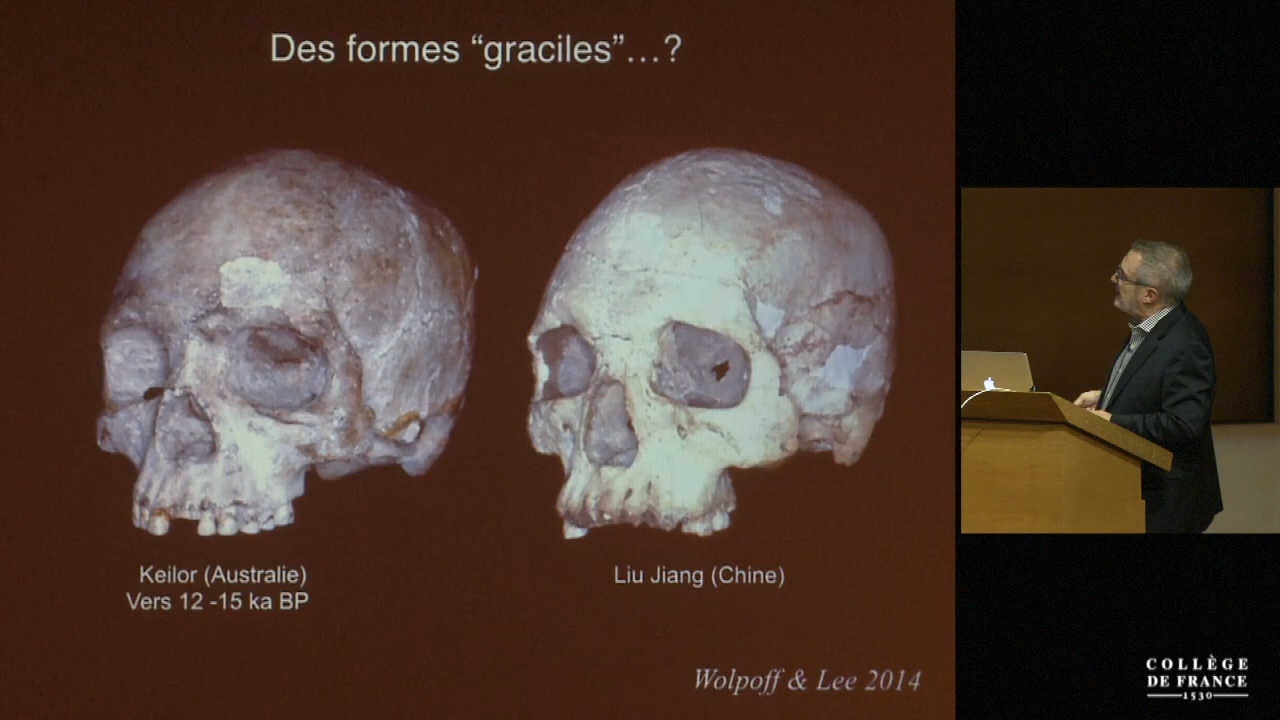 Des formes “graciles”…?
Keilor (Australie)
Vers 12 -15 ka BP
Liu Jiang (Chine)
Wolpoff & Lee 2014
COLLÈGE
DE FRANCE
1530